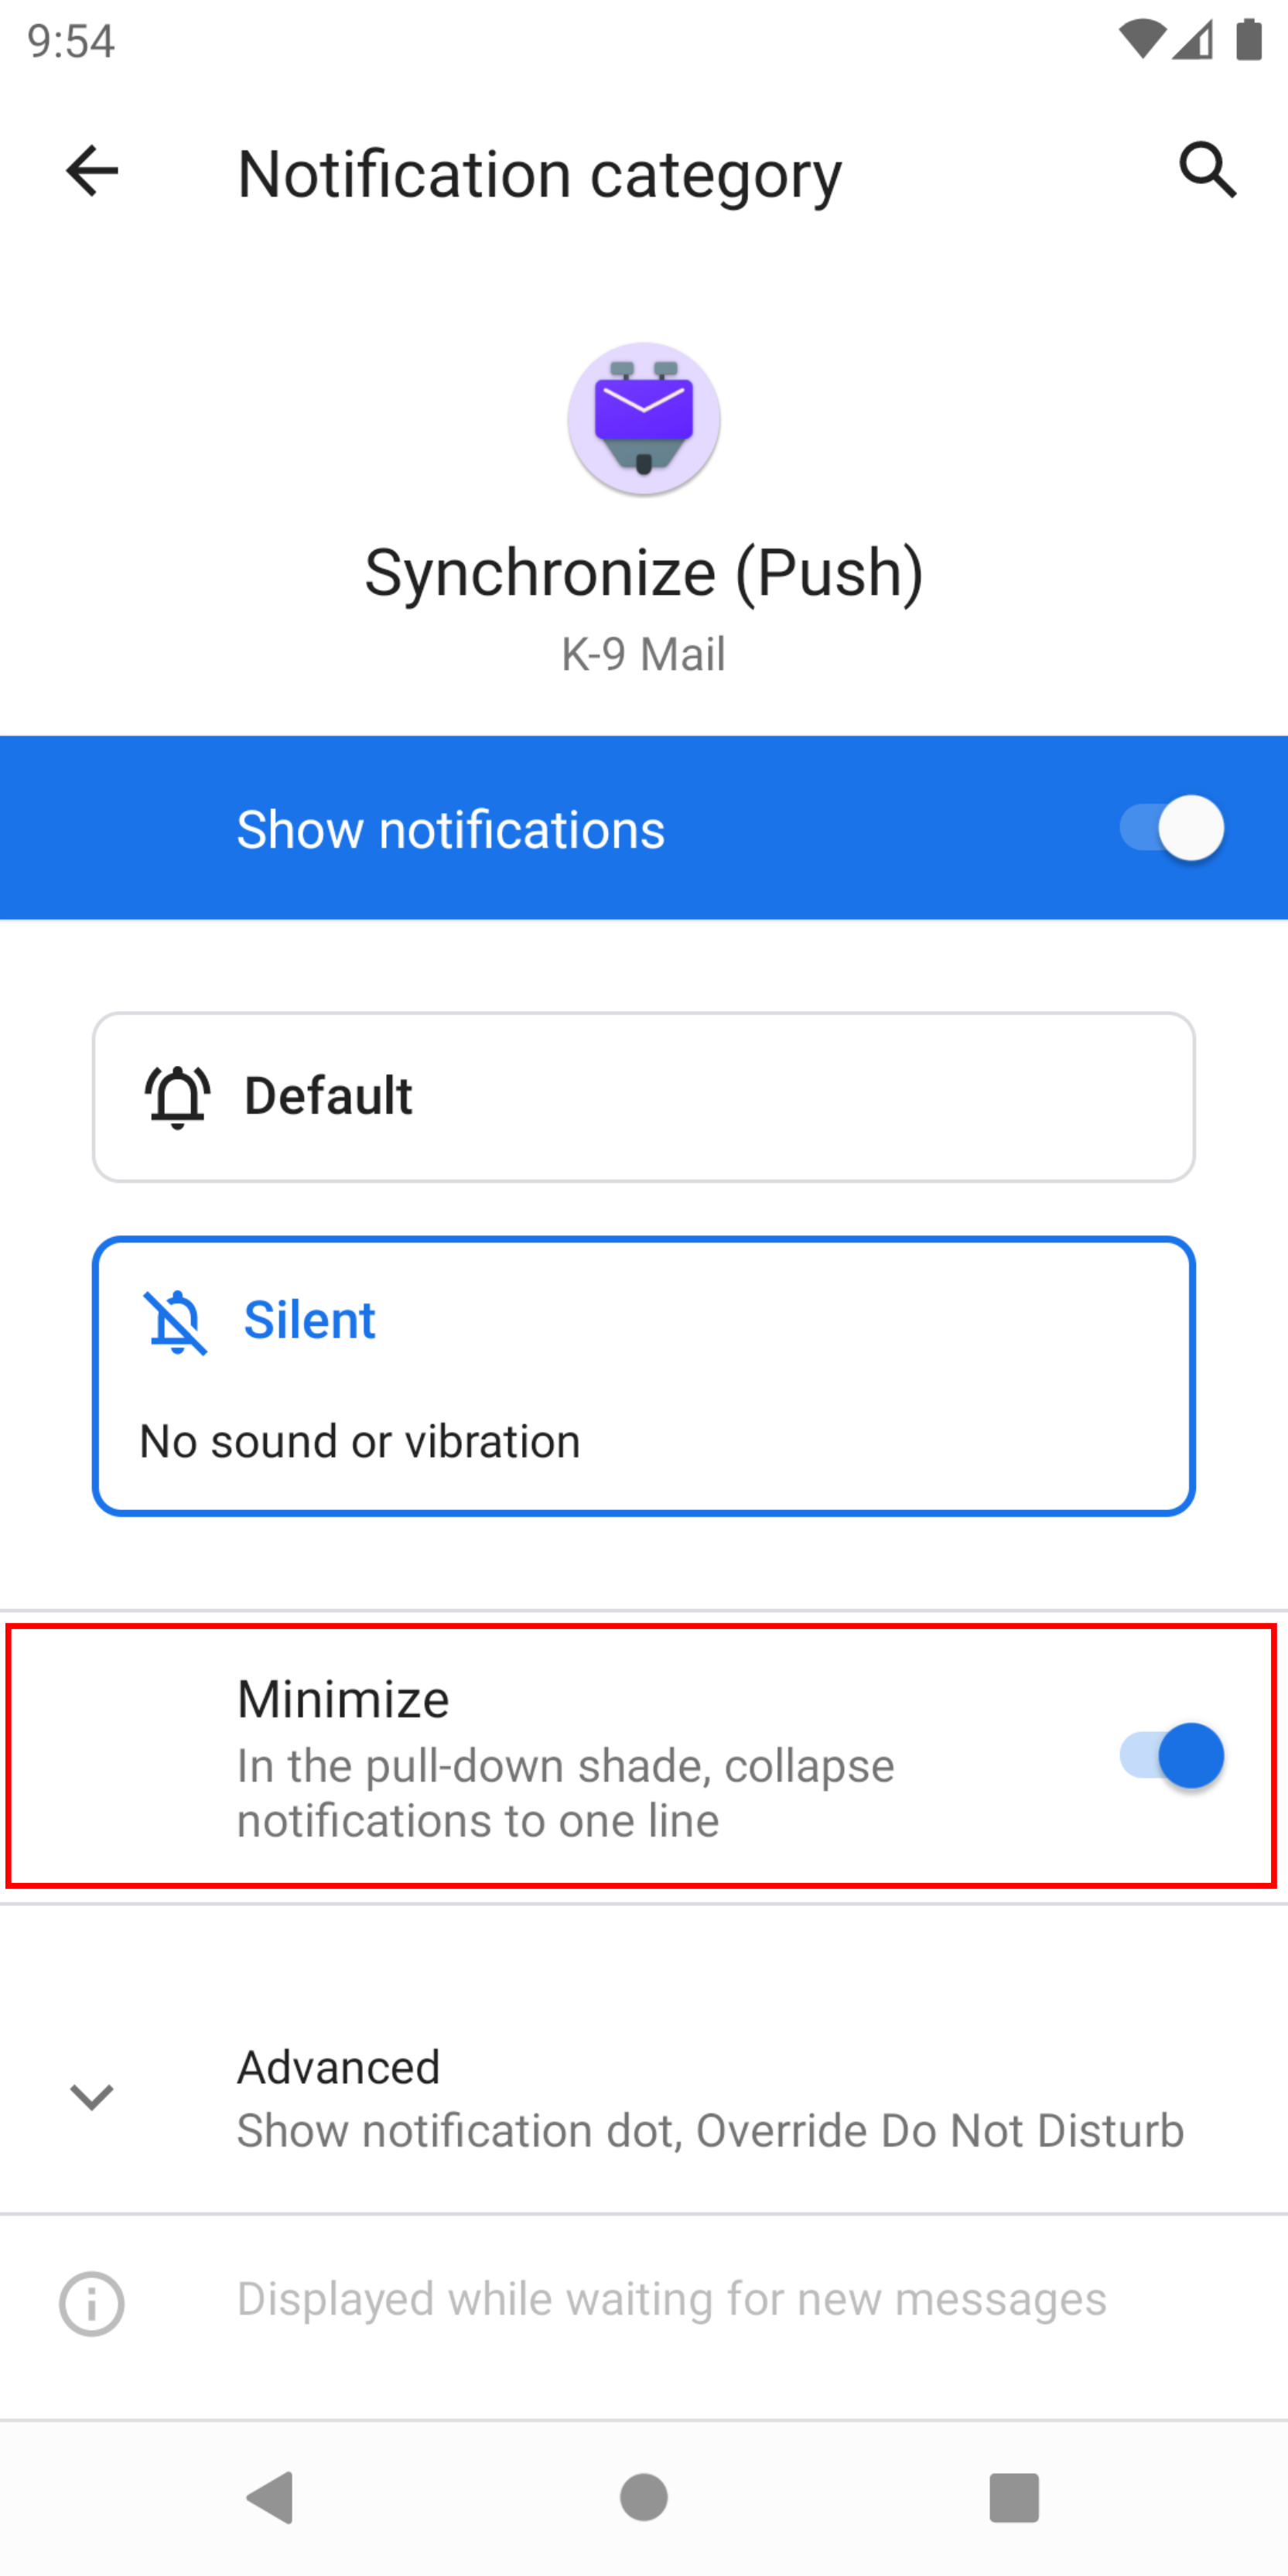 9:54
Notification category
Synchronize (Push)
K-9 Mail
Show notifications
Default
Silent
No sound or vibration
Minimize
In the pull-down shade, collapse
notifications to one line
Advanced
Show notification dot, Override Do Not Disturb
Displayed while waiting for new messages